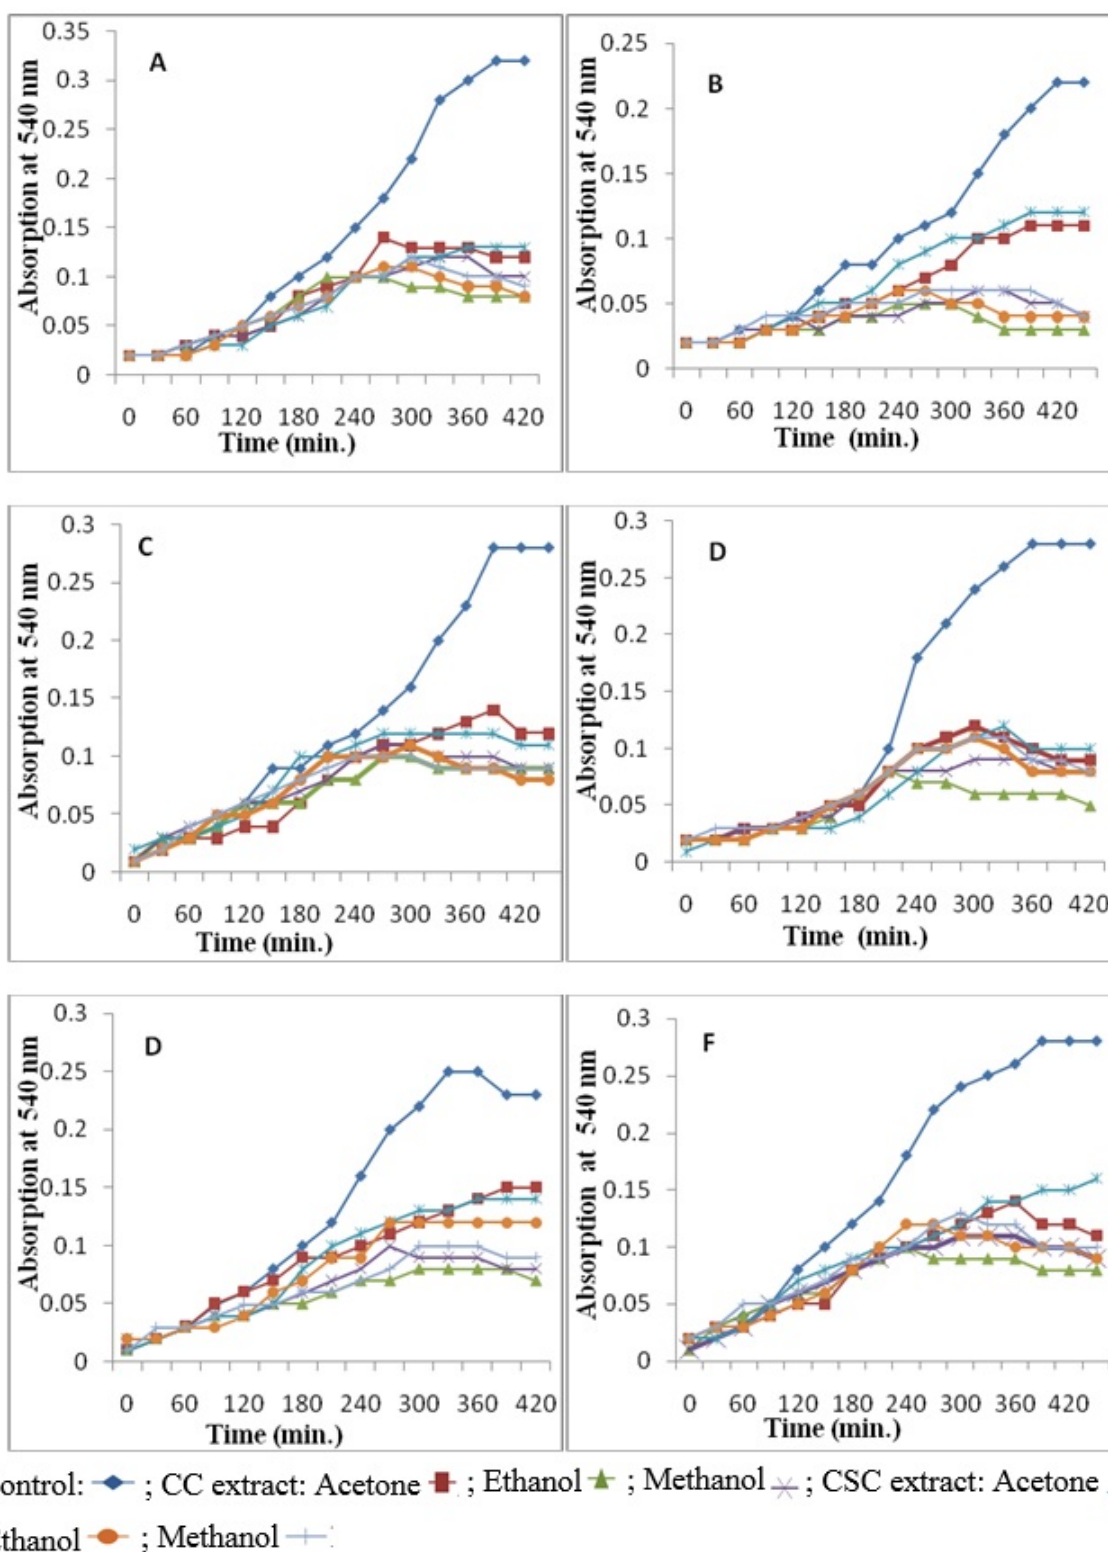 A
Absorption at 540 nm
0.35
0.3
0.25
0.2
0.15
0.1
0.05
0
0 60 120 180 240 300 360 420
Time (min.)
B
Absorption at 540 nm
0.25
0.2
0.15
0.1
0.05
0
0 60 120 180 240 300 360 420
Time (min.)
C
Absorption at 540 nm
0.3
0.25
0.2
0.15
0.1
0.05
0
0 60 120 180 240 300 360 420
Time (min.)
D
Absorptio at 540 nm
0.3
0.25
0.2
0.15
0.1
0.05
0
0 60 120 180 240 300 360 420
Time (min.)
D
Absorption at 540 nm
0.3
0.25
0.2
0.15
0.1
0.05
0
0 60 120 180 240 300 360 420
Time (min.)
F
Absorption at 540 nm
0.3
0.25
0.2
0.15
0.1
0.05
0
0 60 120 180 240 300 360 420
Time (min.)
ontrol: ; CC extract: Acetone ; Ethanol ; Methanol ; CSC extract: Acetone
thanol ; Methanol :